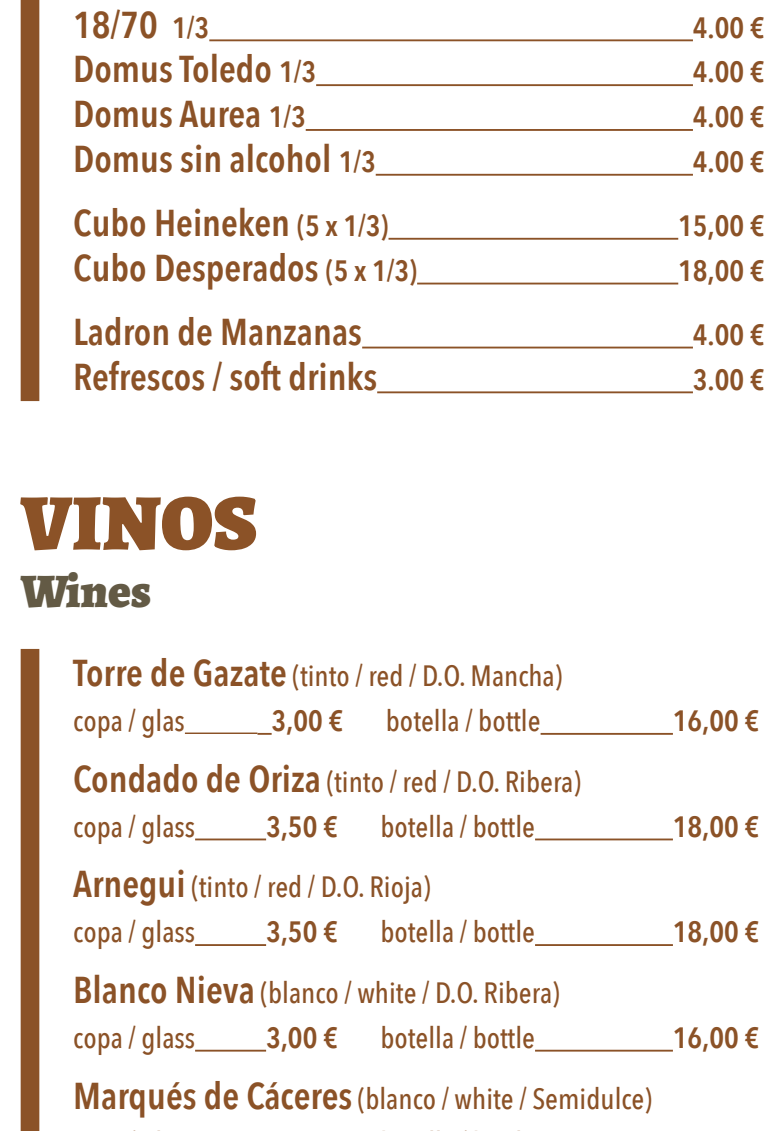 18/70 1/3 4.00 €
Domus Toledo 1/3 4.00 €
Domus Aurea 1/3 4.00 €
Domus sin alcohol 1/3 4.00 €
Cubo Heineken (5 x 1/3) 15,00 €
Cubo Desperados (5 x 1/3) 18,00 €
Ladron de Manzanas 4.00 €
Refrescos / soft drinks 3.00 €
VINOS
Wines
Torre de Gazate (tinto / red / D.O. Mancha)
copa / glas 3,00 € botella / bottle 16,00 €
Condado de Oriza (tinto / red / D.O. Ribera)
copa / glass 3,50 € botella / bottle 18,00 €
Arnegui (tinto / red / D.O. Rioja)
copa / glass 3,50 € botella / bottle 18,00 €
Blanco Nieva (blanco / white / D.O. Ribera)
copa / glass 3,00 € botella / bottle 16,00 €
Marqués de Cáceres (blanco / white / Semidulce)